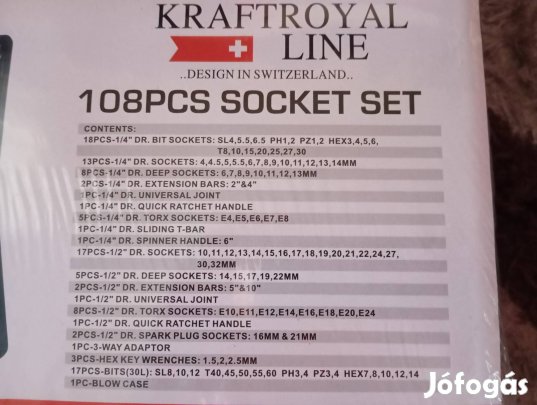 KRAFTROYAL
LINE
..DESIGN IN SWITZERLAND..
108PCS SOCKET SET
CONTENTS:
18PCS-1/4" DR. BIT SOCKETS: SL4,5.5,6.5 PH1,2 PZ1,2 HEX3,4,5,6,
T8,10,15,20,25,27,30
13PCS-1/4" DR. SOCKETS: 4,4.5,5,5.5,6,7,8,9,10,11,12,13,14MM
8PCS-1/4" DR. DEEP SOCKETS: 6,7,8,9,10,11,12,13MM
2PCS-1/4" DR. EXTENSION BARS: 2"&4"
1PC-1/4" DR. UNIVERSAL JOINT
1PC-1/4" DR. QUICK RATCHET HANDLE
5PCS-1/4" DR. TORX SOCKETS: E4,E5,E6,E7,E8
1PC-1/4" DR. SLIDING T-BAR
1PC-1/4" DR. SPINNER HANDLE: 6"
17PCS-1/2" DR. SOCKETS: 10,11,12,13,14,15,16,17,18,19,20,21,22,24,27,
30,32MM
5PCS-1/2" DR. DEEP SOCKETS: 14,15,17,19,22MM
2PCS-1/2" DR. EXTENSION BARS: 5"&10"
1PC-1/2" DR. UNIVERSAL JOINT
8PCS-1/2" DR. TORX SOCKETS: E10,E11,E12,E14,E16,E18,E20,E24
1PC-1/2" DR. QUICK RATCHET HANDLE
2PCS-1/2" DR. SPARK PLUG SOCKETS: 16MM & 21MM
1PC-3-WAY ADAPTOR
3PCS-HEX KEY WRENCHES: 1.5,2,2.5MM
17PCS-BITS(30L): SL8,10,12 T40,45,50,55,60 PH3,4 PZ3,4 HEX7,8,10,12,14
1PC-BLOW CASE
Jófogás